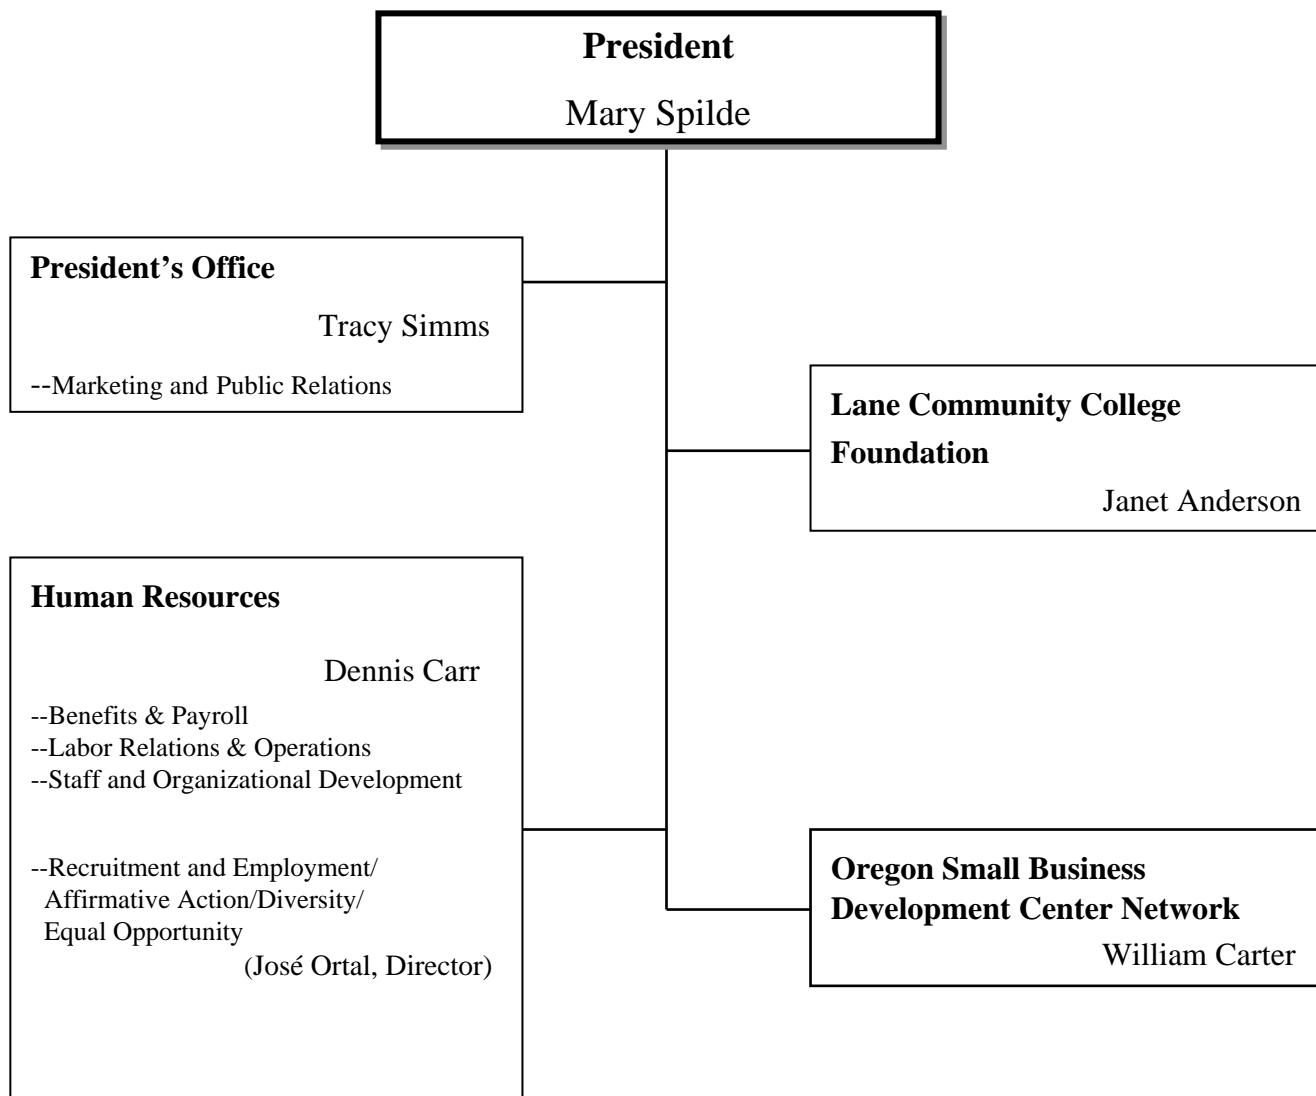 President
Mary Spilde
President’s Office
Tracy Simms
--Marketing and Public Relations
Lane Community College
Foundation
Janet Anderson
Human Resources
Dennis Carr
--Benefits & Payroll
--Labor Relations & Operations
--Staff and Organizational Development
--Recruitment and Employment/
Affirmative Action/Diversity/
Equal Opportunity
(José Ortal, Director)
Oregon Small Business
Development Center Network
William Carter